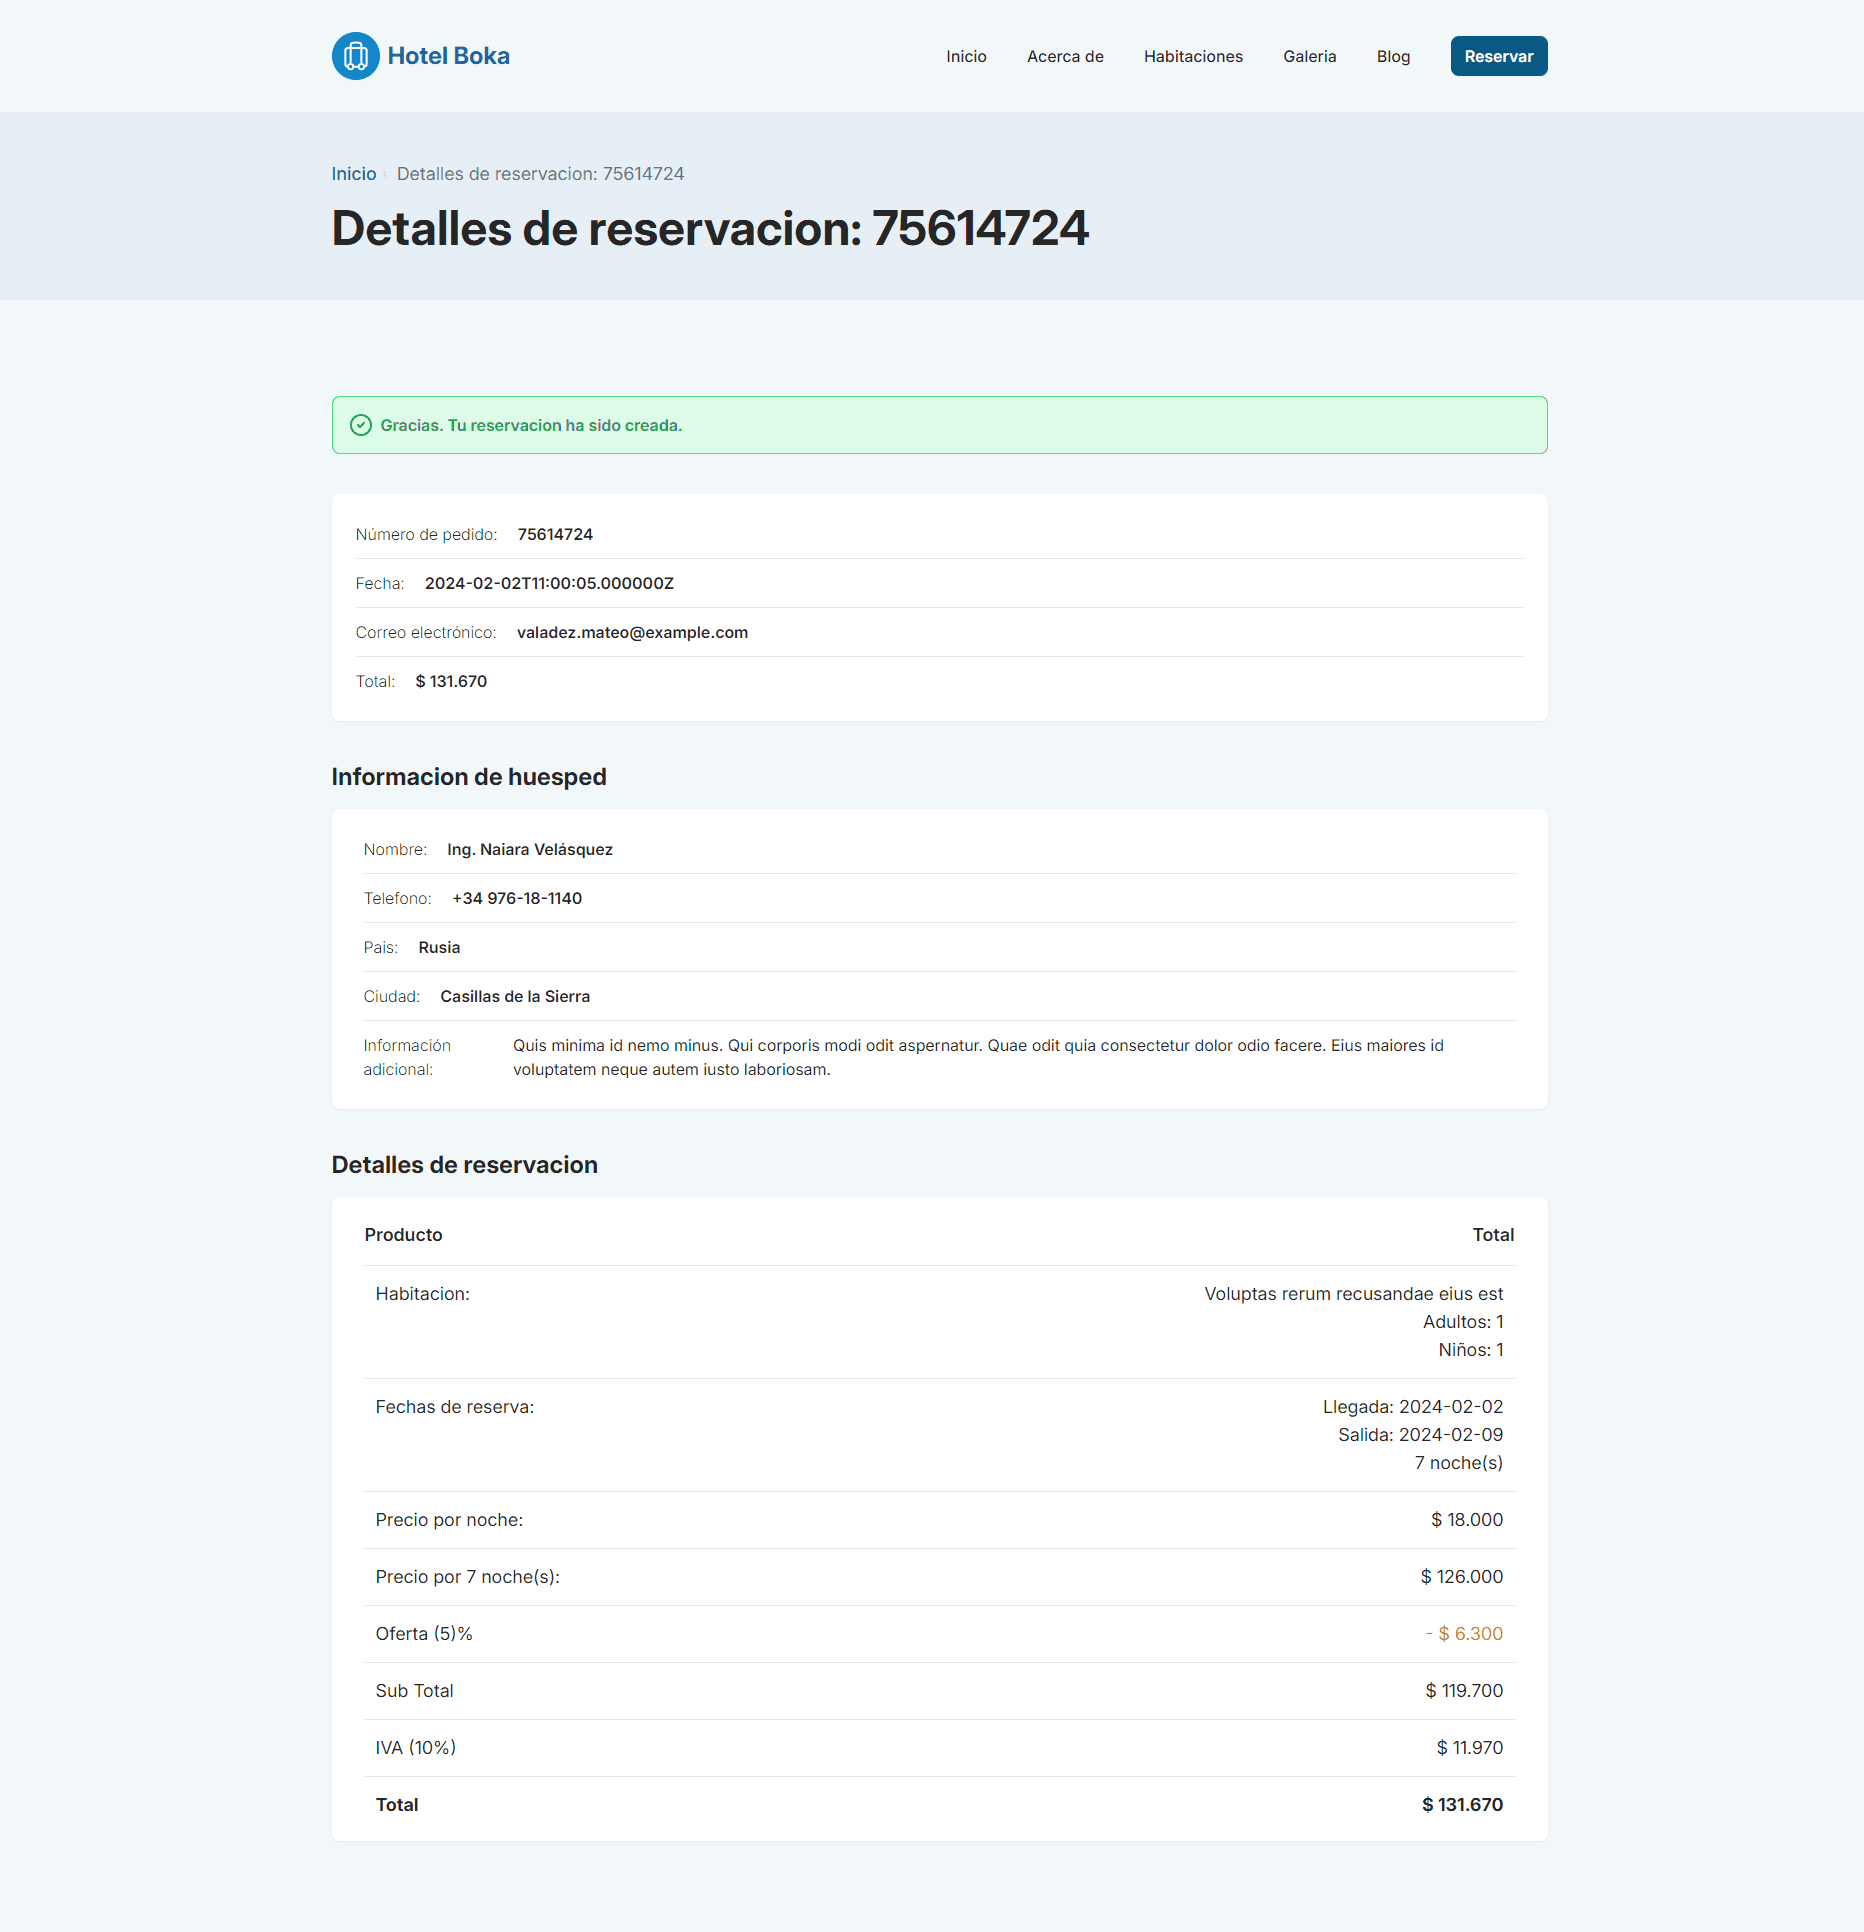 Hotel Boka
Inicio
Acerca de
Habitaciones
Galeria
Blog
Reservar
Inicio \ Detalles de reservacion: 75614724
Detalles de reservacion: 75614724
Gracias. Tu reservacion ha sido creada.
Número de pedido: 75614724
Fecha: 2024-02-02T11:00:05.000000Z
Correo electrónico: valadez.mateo@example.com
Total: $ 131.670
Informacion de huesped
Nombre: Ing. Naiara Velásquez
Telefono: +34 976-18-1140
Pais: Rusia
Ciudad: Casillas de la Sierra
Información adicional:
Quis minima id nemo minus. Qui corporis modi odit aspernatur. Quae odit quia consectetur dolor odio facere. Eius maiores id
voluptatem neque autem iusto laboriosam.
Detalles de reservacion
Producto Total
Habitacion: Voluptas rerum recusandae eius est
Adultos: 1
Niños: 1
Fechas de reserva: Llegada: 2024-02-02
Salida: 2024-02-09
7 noche(s)
Precio por noche: $ 18.000
Precio por 7 noche(s): $ 126.000
Oferta (5)% - $ 6.300
Sub Total $ 119.700
IVA (10%) $ 11.970
Total $ 131.670